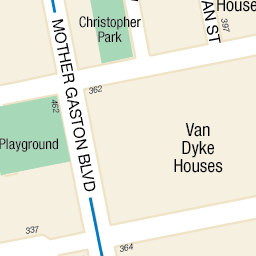 House
AN ST
397
Christopher
Park
MOTHER GASTON BLVD
362
462
Playground
Van
Dyke
Houses
337
364